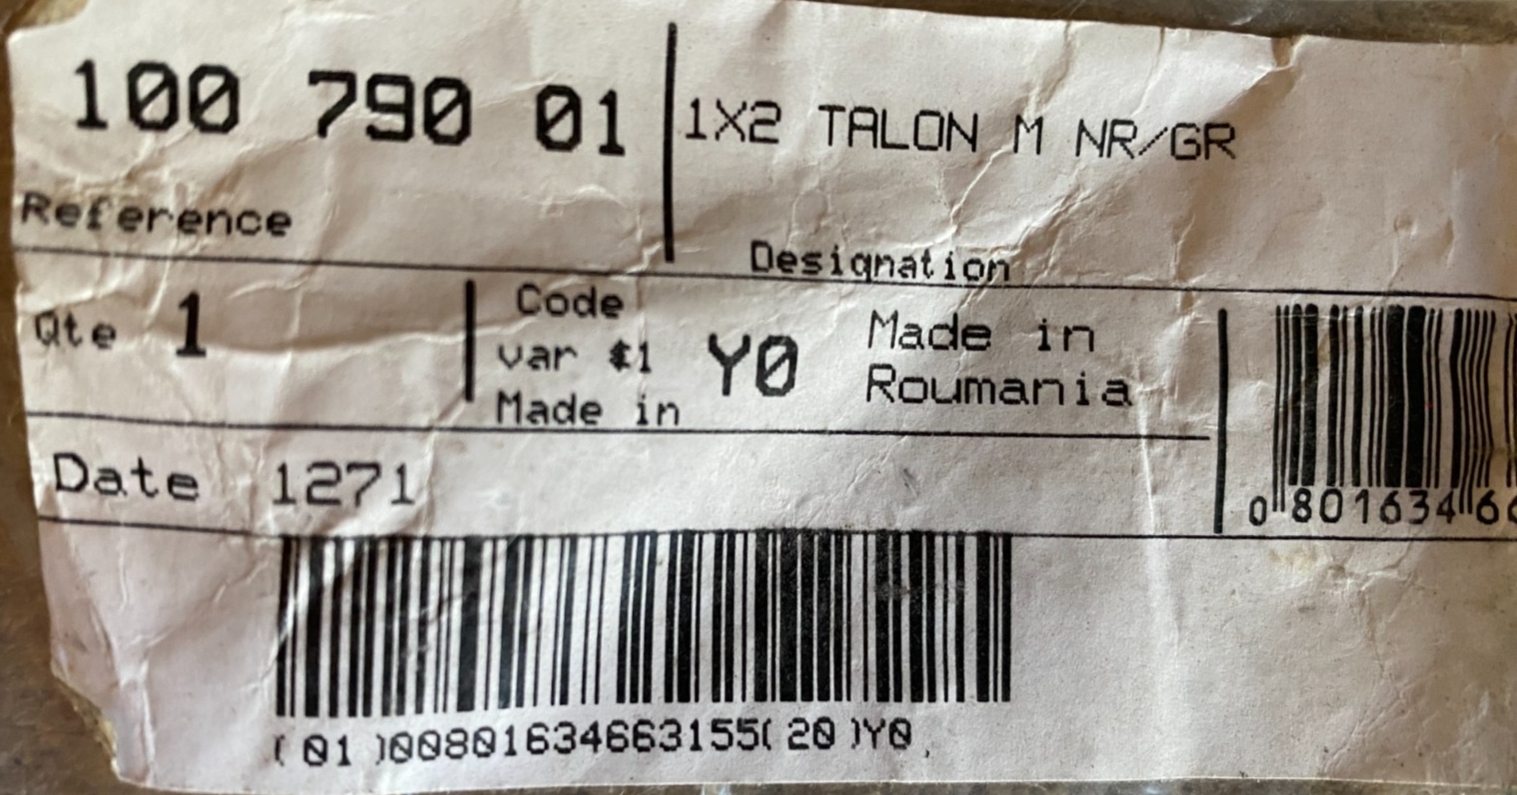 100 790 01
1X2 TALON M NR/GR
Reference
Designation
Qte 1
Code
var #1
Made in
Y0
Made in
Roumania
Date 1271
0 801634 6
(01)00801634663155(20)Y0